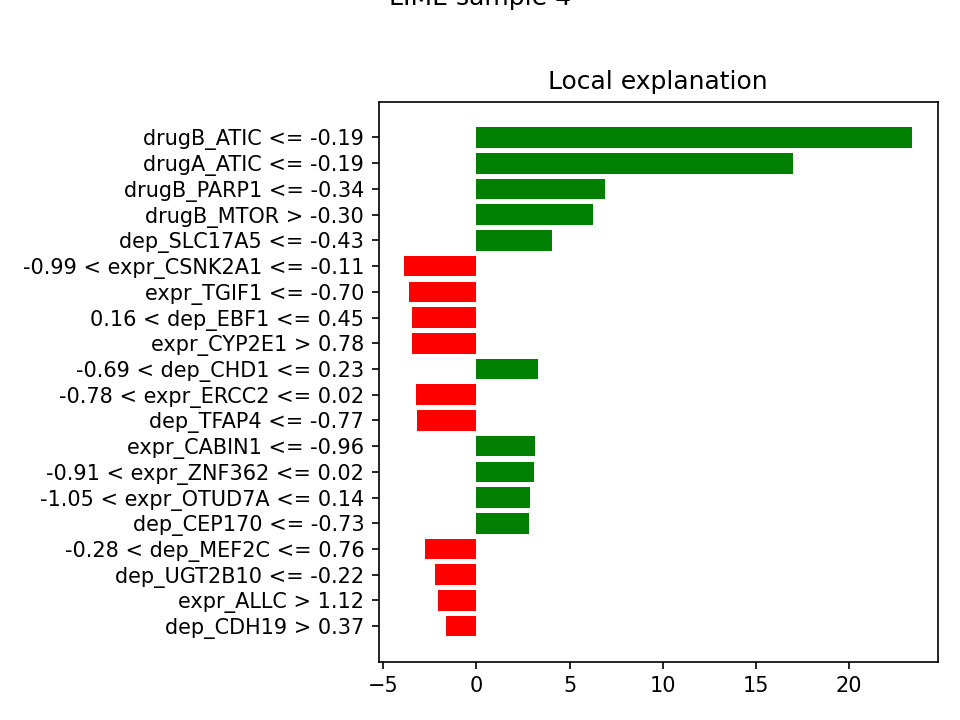 LIME sample 4
Local explanation
drugB_ATIC <= -0.19
drugA_ATIC <= -0.19
drugB_PARP1 <= -0.34
drugB_MTOR > -0.30
dep_SLC17A5 <= -0.43
-0.99 < expr_CSNK2A1 <= -0.11
expr_TGIF1 <= -0.70
0.16 < dep_EBF1 <= 0.45
expr_CYP2E1 > 0.78
-0.69 < dep_CHD1 <= 0.23
-0.78 < expr_ERCC2 <= 0.02
dep_TFAP4 <= -0.77
expr_CABIN1 <= -0.96
-0.91 < expr_ZNF362 <= 0.02
-1.05 < expr_OTUD7A <= 0.14
dep_CEP170 <= -0.73
-0.28 < dep_MEF2C <= 0.76
dep_UGT2B10 <= -0.22
expr_ALLC > 1.12
dep_CDH19 > 0.37
−5 0 5 10 15 20